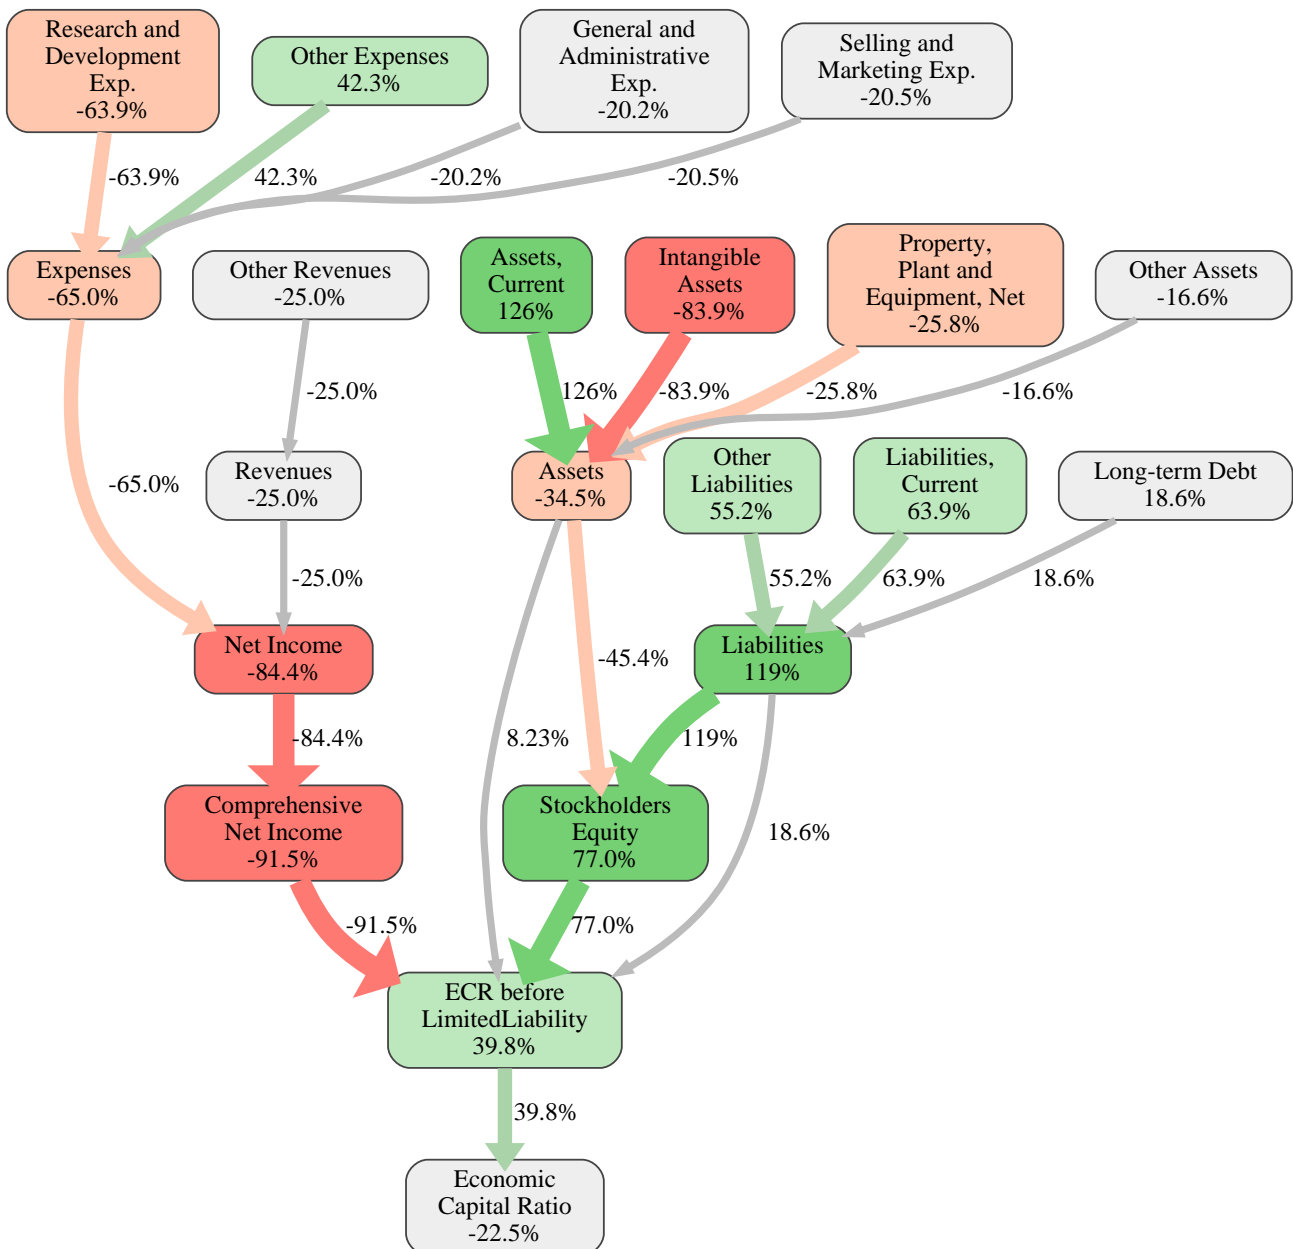 Research and
Development
Exp.
-63.9%
Other Expenses
42.3%
General and
Administrative
Exp.
-20.2%
Selling and
Marketing Exp.
-20.5%
-63.9%
42.3%
-20.2%
-20.5%
Expenses
-65.0%
Other Revenues
-25.0%
Assets,
Current
126%
Intangible
Assets
-83.9%
Property,
Plant and
Equipment, Net
-25.8%
Other Assets
-16.6%
-25.0%
126%
-83.9%
-25.8%
-16.6%
-65.0%
Revenues
-25.0%
Assets
-34.5%
Other
Liabilities
55.2%
Liabilities,
Current
63.9%
Long-term Debt
18.6%
-25.0%
55.2%
63.9%
18.6%
Net Income
-84.4%
-45.4%
Liabilities
119%
-84.4%
8.23%
119%
Comprehensive
Net Income
-91.5%
Stockholders
Equity
77.0%
18.6%
-91.5%
77.0%
ECR before
LimitedLiability
39.8%
39.8%
Economic
Capital Ratio
-22.5%